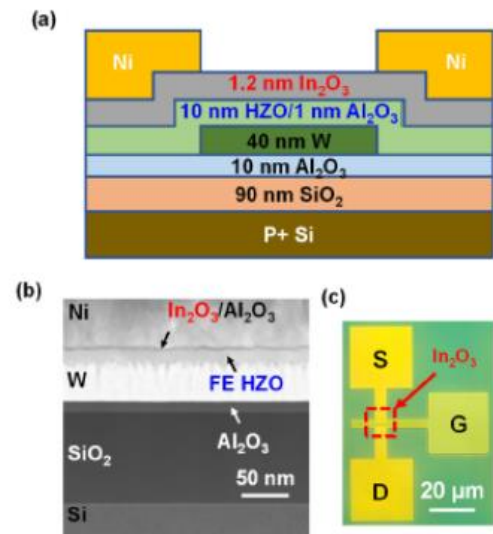 (a)
Ni Ni
1.2 nm In₂O₃
10 nm HZO/1 nm Al₂O₃
40 nm W
10 nm Al₂O₃
90 nm SiO₂
P+ Si
(b)
Ni
In₂O₃/Al₂O₃
W
FE HZO
Al₂O₃
SiO₂
50 nm
Si
(c)
In₂O₃
S
G
D
20 μm